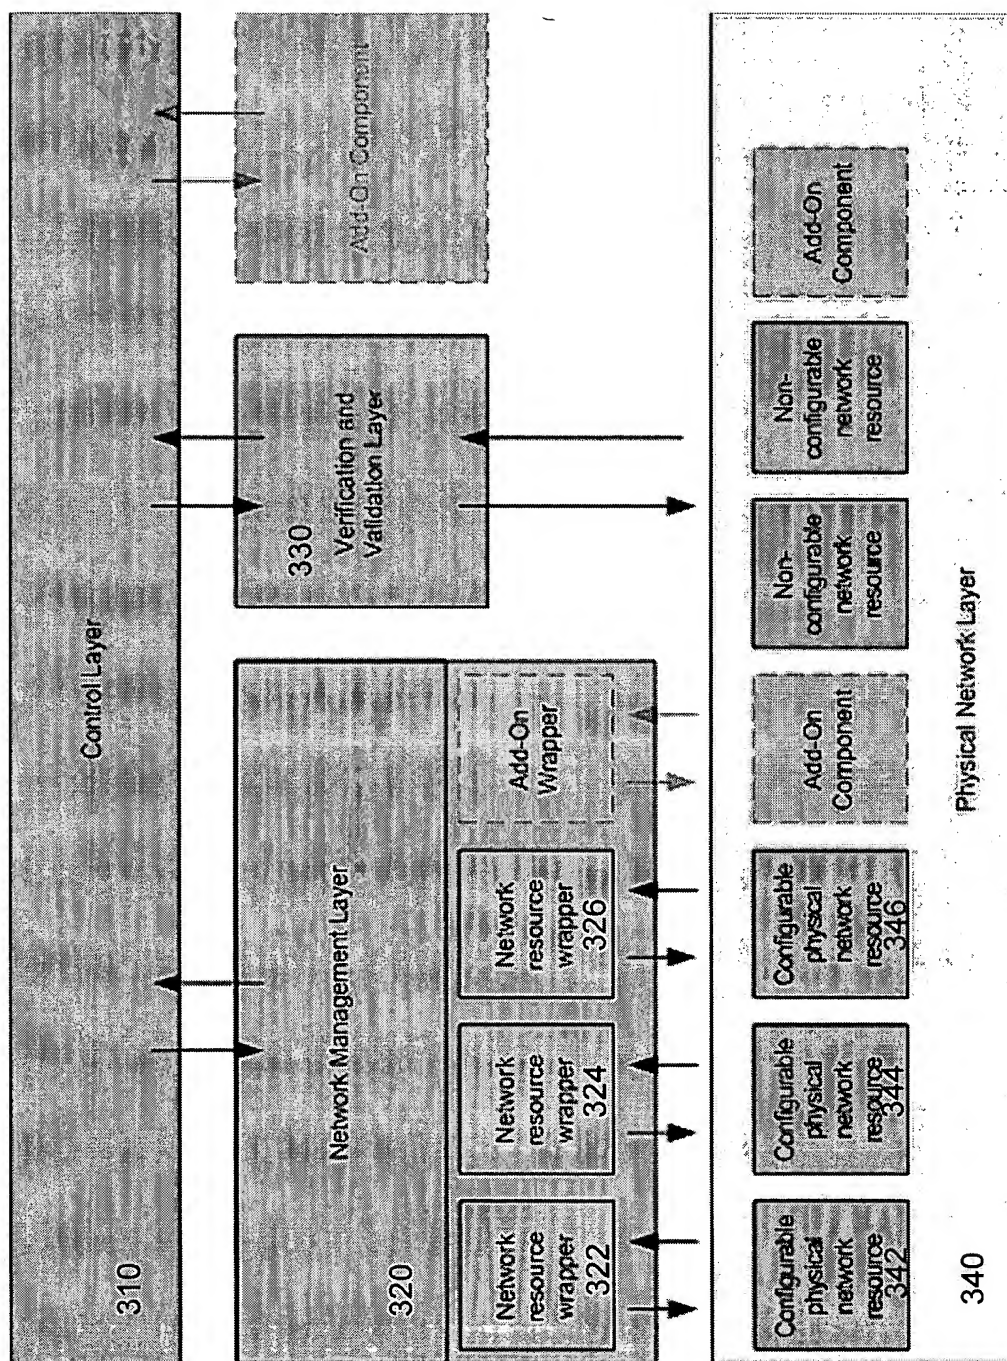 Control Layer
310
Network Management Layer
320
330
Verification and
Validation Layer
Add-On Component
Network
resource
wrapper
322
Network
resource
wrapper
324
Network
resource
wrapper
326
Add-On
Wrapper
Configurable
physical
network
resource
342
Configurable
physical
network
resource
344
Configurable
physical
network
resource
346
Add-On
Component
Non-
configurable
network
resource
Non-
configurable
network
resource
Add-On
Component
340
Physical Network Layer